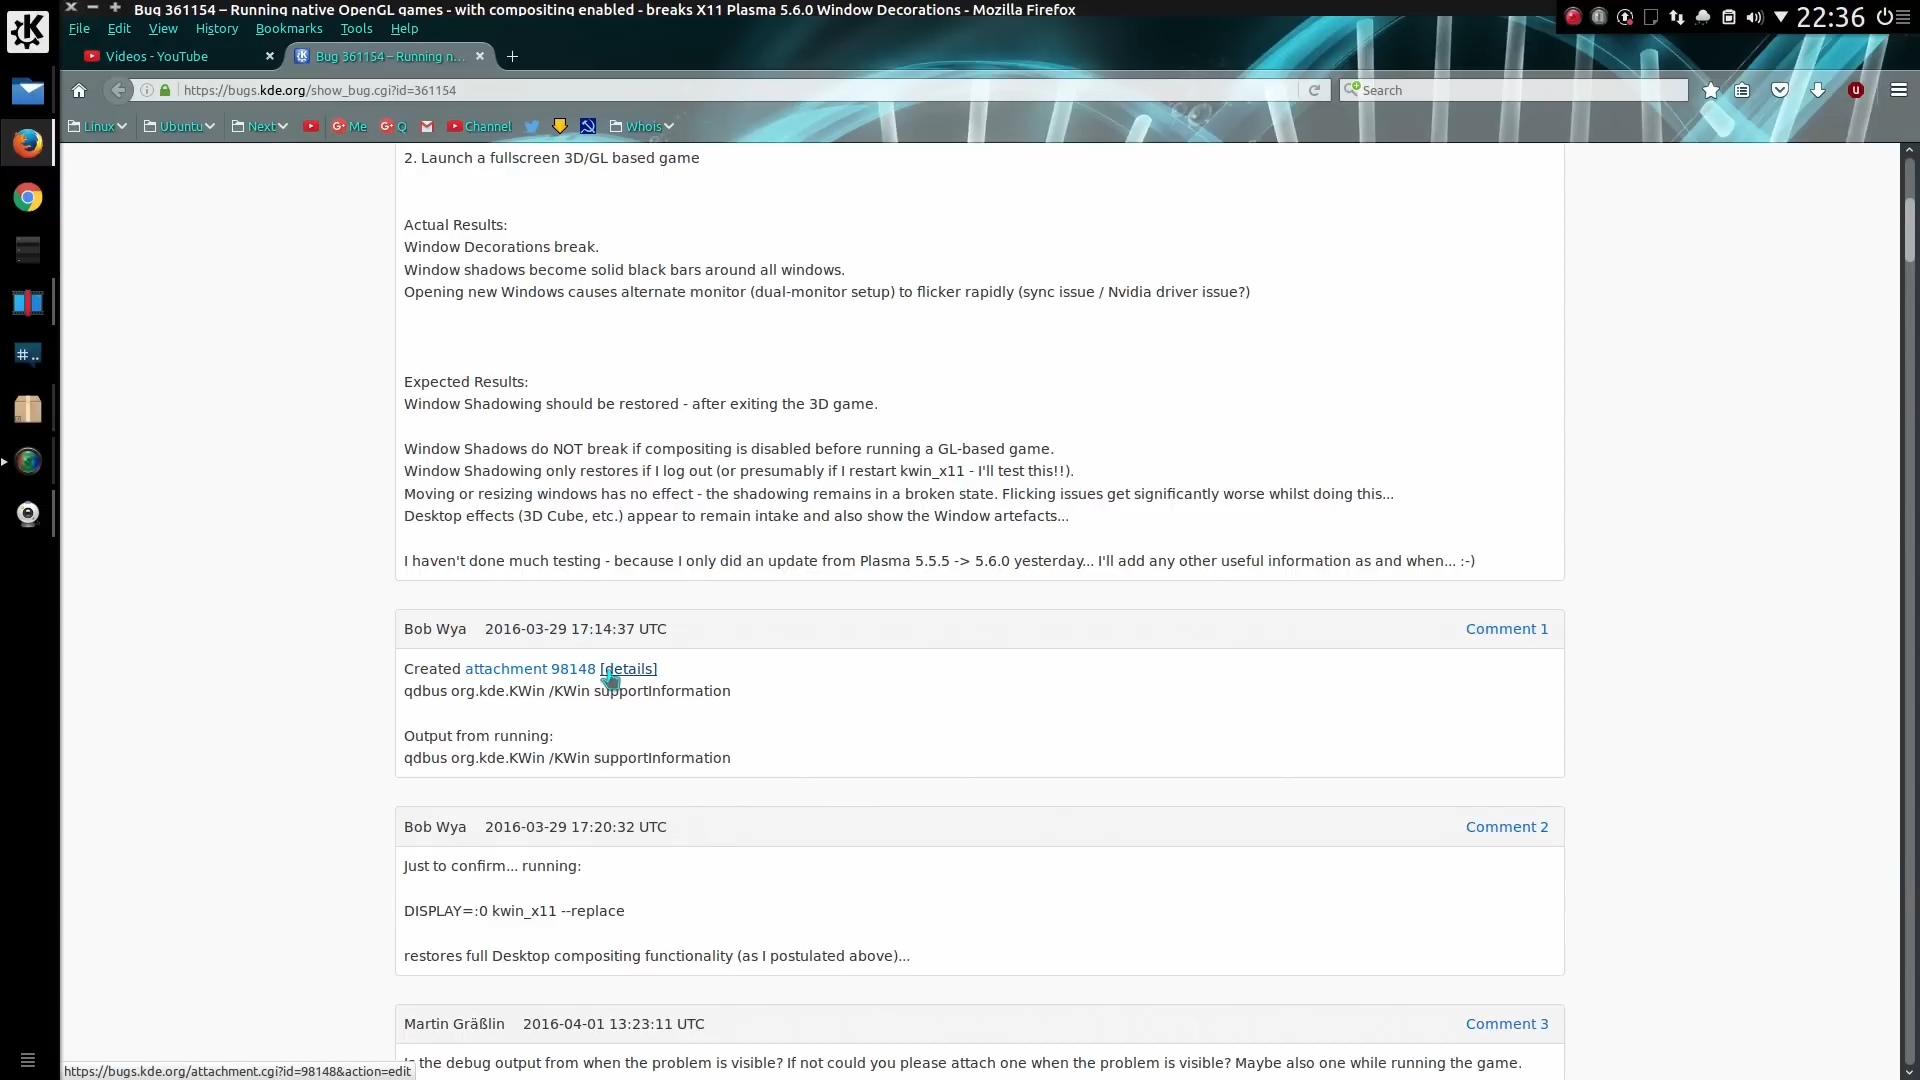 Bug 361154 – Running native OpenGL games - with compositing enabled - breaks X11 Plasma 5.6.0 Window Decorations - Mozilla Firefox
22:36
File Edit View History Bookmarks Tools Help
Videos - YouTube
Bug 361154 – Running n...
https://bugs.kde.org/show_bug.cgi?id=361154
Search
Linux Ubuntu Next Me Q Channel Whois
2. Launch a fullscreen 3D/GL based game
Actual Results:
Window Decorations break.
Window shadows become solid black bars around all windows.
Opening new Windows causes alternate monitor (dual-monitor setup) to flicker rapidly (sync issue / Nvidia driver issue?)
Expected Results:
Window Shadowing should be restored - after exiting the 3D game.
Window Shadows do NOT break if compositing is disabled before running a GL-based game.
Window Shadowing only restores if I log out (or presumably if I restart kwin_x11 - I'll test this!!).
Moving or resizing windows has no effect - the shadowing remains in a broken state. Flicking issues get significantly worse whilst doing this...
Desktop effects (3D Cube, etc.) appear to remain intake and also show the Window artefacts...
I haven't done much testing - because I only did an update from Plasma 5.5.5 -> 5.6.0 yesterday... I'll add any other useful information as and when... :-)
Bob Wya 2016-03-29 17:14:37 UTC
Comment 1
Created attachment 98148 [details]
qdbus org.kde.KWin /KWin supportInformation
Output from running:
qdbus org.kde.KWin /KWin supportInformation
Bob Wya 2016-03-29 17:20:32 UTC
Comment 2
Just to confirm... running:
DISPLAY=:0 kwin_x11 --replace
restores full Desktop compositing functionality (as I postulated above)...
Martin Gräßlin 2016-04-01 13:23:11 UTC
Comment 3
Is the debug output from when the problem is visible? If not could you please attach one when the problem is visible? Maybe also one while running the game.
https://bugs.kde.org/attachment.cgi?id=98148&action=edit